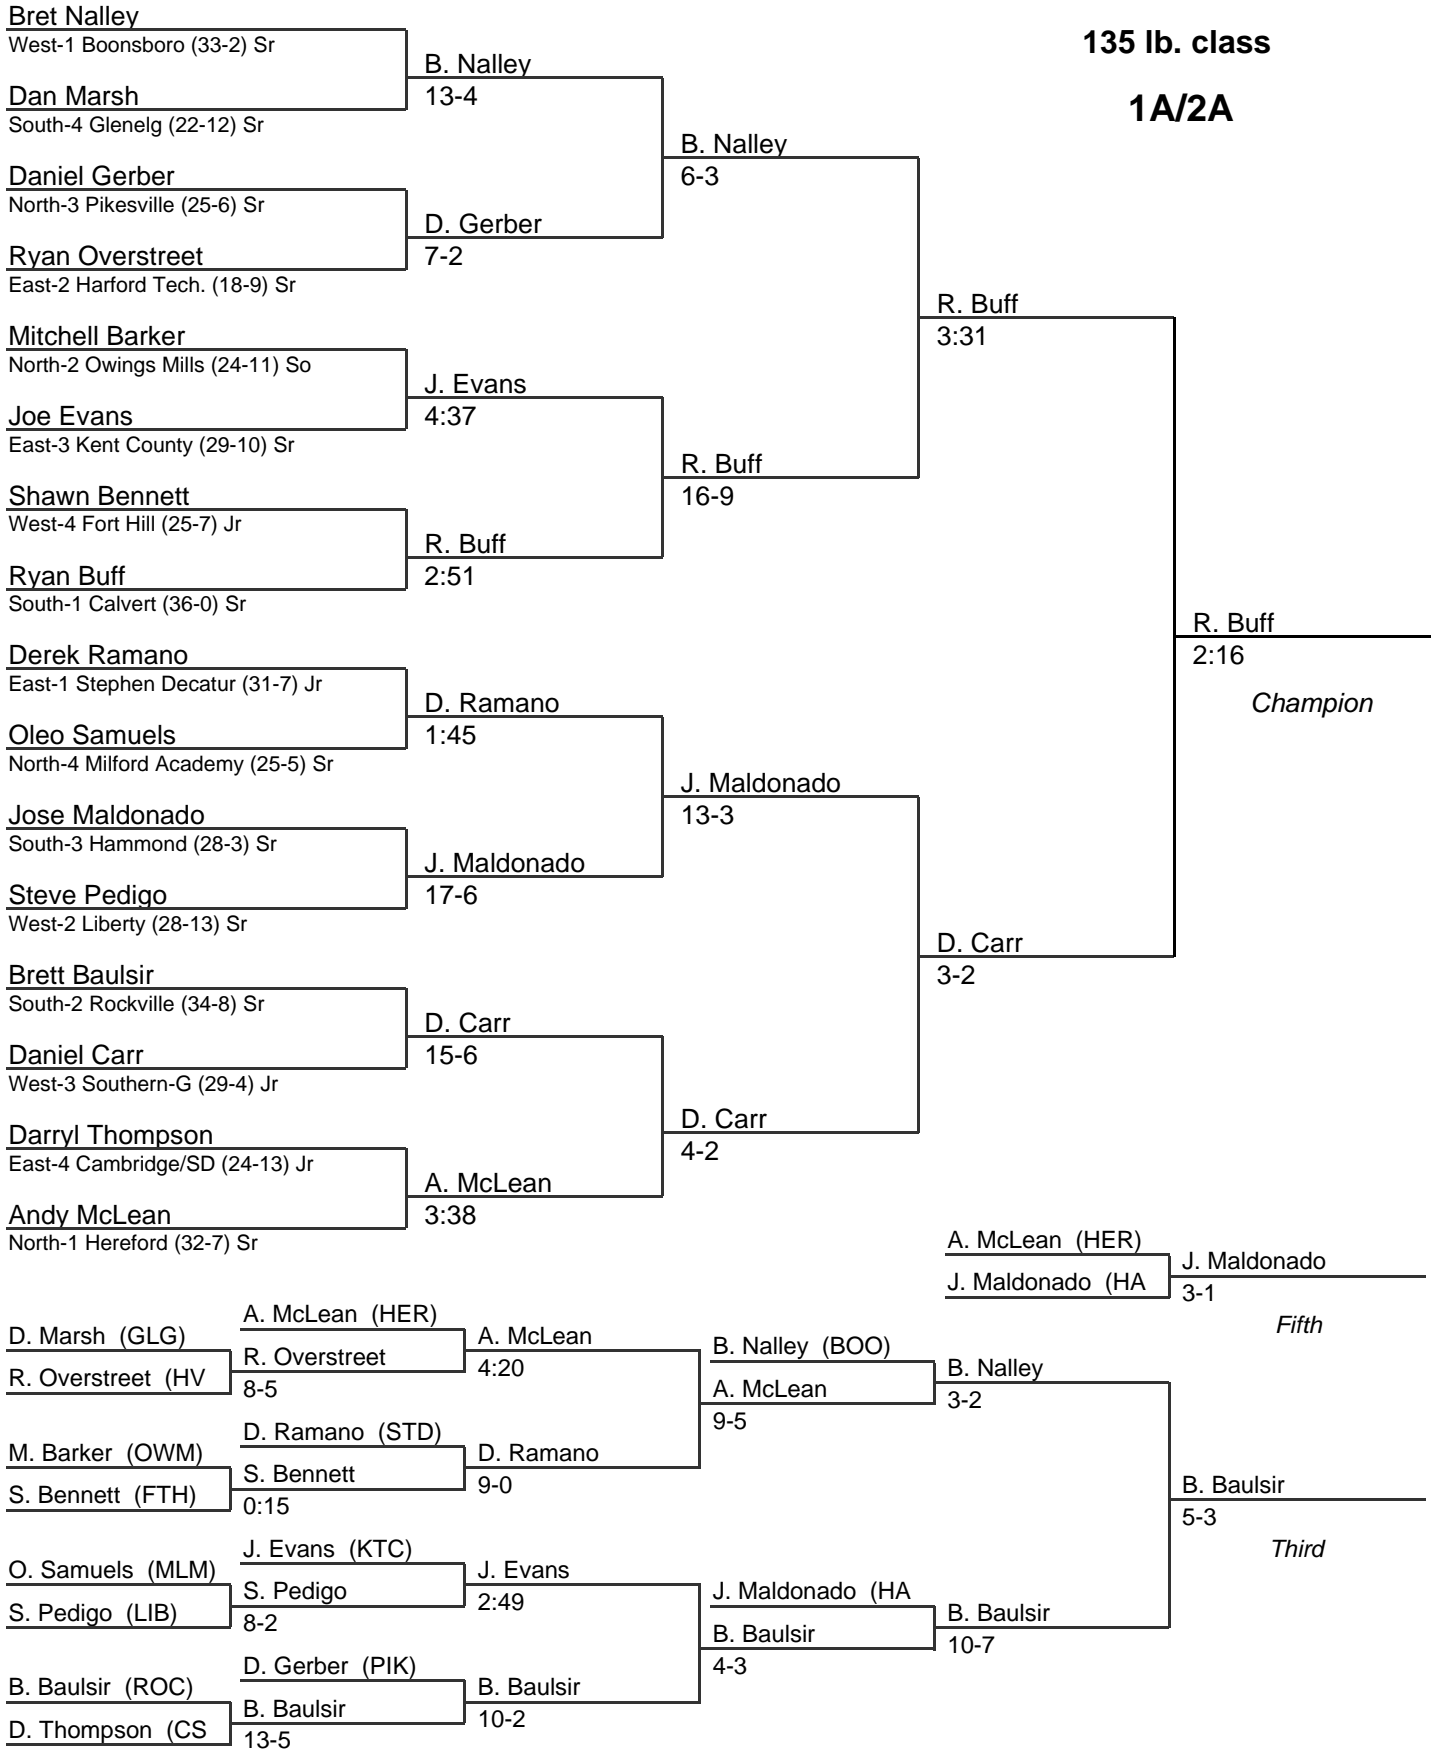 135 lb. class
1A/2A
Bret Nalley
West-1 Boonsboro (33-2) Sr
Dan Marsh
South-4 Glenelg (22-12) Sr
Daniel Gerber
North-3 Pikesville (25-6) Sr
Ryan Overstreet
East-2 Harford Tech. (18-9) Sr
Mitchell Barker
North-2 Owings Mills (24-11) So
Joe Evans
East-3 Kent County (29-10) Sr
Shawn Bennett
West-4 Fort Hill (25-7) Jr
Ryan Buff
South-1 Calvert (36-0) Sr
Derek Ramano
East-1 Stephen Decatur (31-7) Jr
Oleo Samuels
North-4 Milford Academy (25-5) Sr
Jose Maldonado
South-3 Hammond (28-3) Sr
Steve Pedigo
West-2 Liberty (28-13) Sr
Brett Baulsir
South-2 Rockville (34-8) Sr
Daniel Carr
West-3 Southern-G (29-4) Jr
Darryl Thompson
East-4 Cambridge/SD (24-13) Jr
Andy McLean
North-1 Hereford (32-7) Sr
B. Nalley
13-4
D. Gerber
7-2
J. Evans
4:37
R. Buff
2:51
D. Ramano
1:45
J. Maldonado
17-6
D. Carr
15-6
A. McLean
3:38
B. Nalley
6-3
R. Buff
16-9
J. Maldonado
13-3
D. Carr
4-2
R. Buff
3:31
D. Carr
3-2
R. Buff
2:16
Champion
A. McLean (HER)
J. Maldonado (HA
J. Maldonado
3-1
Fifth
D. Marsh (GLG)
R. Overstreet (HV
M. Barker (OWM)
S. Bennett (FTH)
O. Samuels (MLM)
S. Pedigo (LIB)
B. Baulsir (ROC)
D. Thompson (CS
A. McLean (HER)
R. Overstreet
8-5
D. Ramano (STD)
S. Bennett
0:15
J. Evans (KTC)
S. Pedigo
8-2
D. Gerber (PIK)
B. Baulsir
13-5
A. McLean
4:20
D. Ramano
9-0
J. Evans
2:49
B. Baulsir
10-2
B. Nalley (BOO)
A. McLean
9-5
J. Maldonado (HA
B. Baulsir
4-3
B. Nalley
3-2
B. Baulsir
10-7
B. Baulsir
5-3
Third